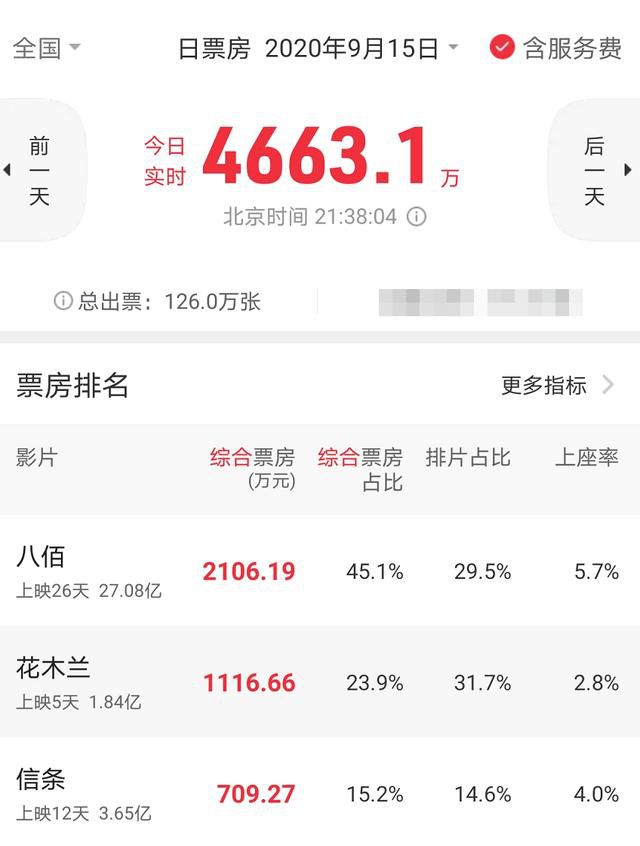 全国 日票房 2020年9月15日 含服务费
前一天
今日实时 4663.1万
后一天
北京时间 21:38:04
总出票：126.0万张
票房排名 更多指标
影片 综合票房(万元) 综合票房占比 排片占比 上座率
八佰 2106.19 45.1% 29.5% 5.7%
上映26天 27.08亿
花木兰 1116.66 23.9% 31.7% 2.8%
上映5天 1.84亿
信条 709.27 15.2% 14.6% 4.0%
上映12天 3.65亿